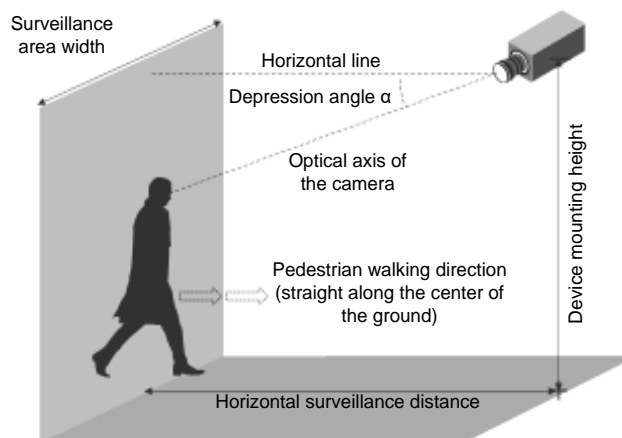 Surveillance
area width
Horizontal line
Depression angle α
Optical axis of
the camera
Device mounting height
Pedestrian walking direction
(straight along the center of
the ground)
Horizontal surveillance distance